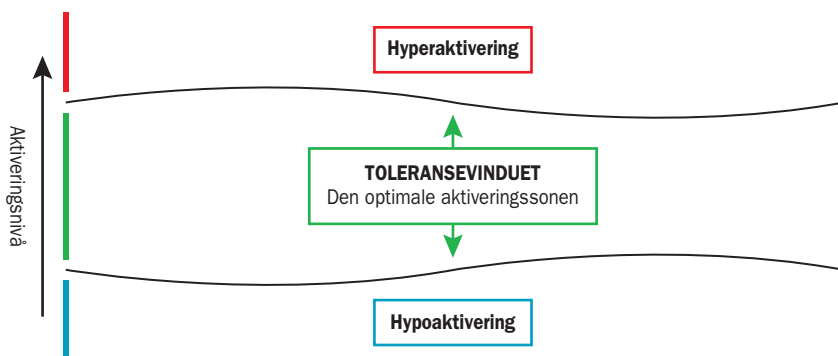 Hyperaktivering
Aktiveringsnivå
TOLERANSEVINDUET
Den optimale aktiveringssonen
Hypoaktivering